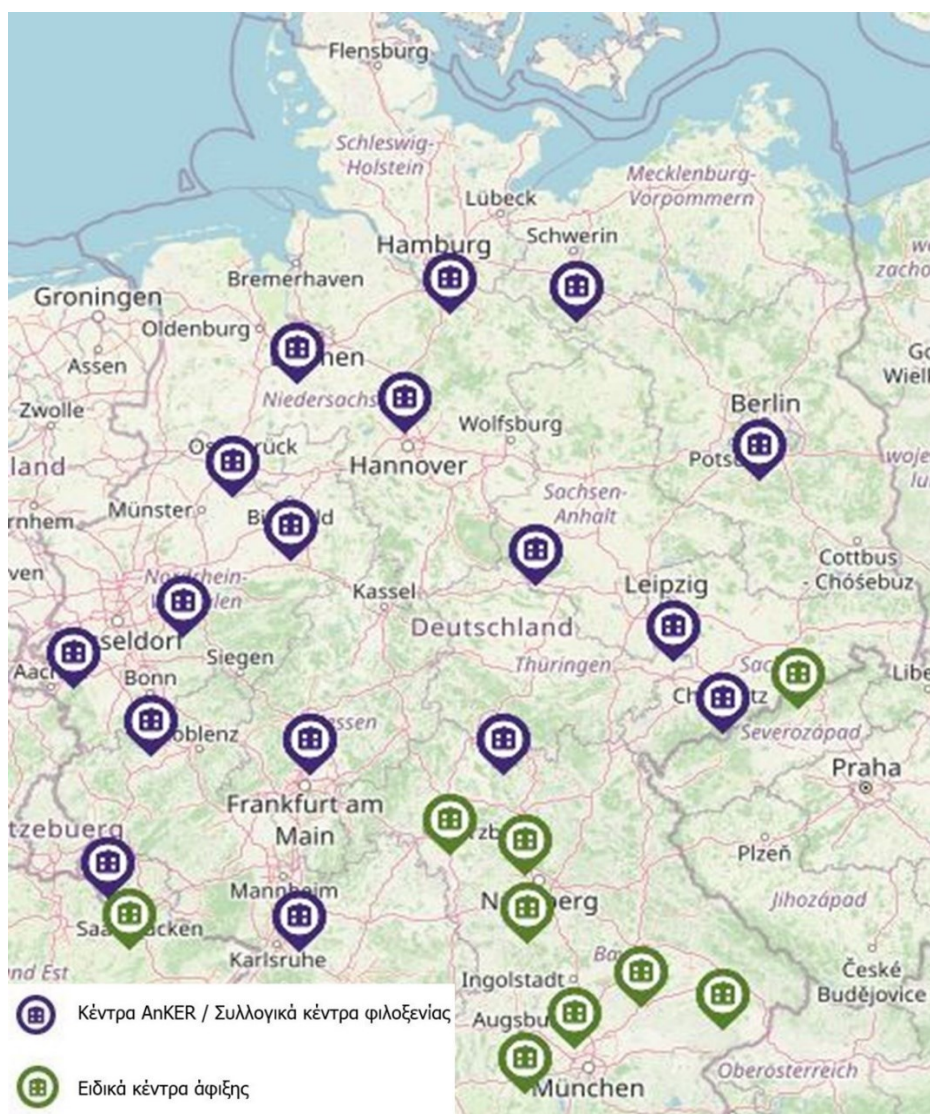 Flensburg
Schleswig-
Holstein
Mecklenburg-
Vorpommern
Lübeck
Hamburg
Schwerin
Bremerhaven
Groningen
Oldenburg
Assen
Zwolle
Niedersachs
Wolfsburg
Berlin
Hannover
land
Münster
Sachsen-
Anhalt
Cottbus
- Chóśebuz
Kassel
Leipzig
Nordrhein-
Deutschland
Siegen
Bonn
Thüringen
Severozápad
Praha
Frankfurt am
Main
Plzeň
Mannheim
Jihozápad
Karlsruhe
Ingolstadt
České
Budějovice
München
Oberösterreich
Κέντρα AnKER / Συλλογικά κέντρα φιλοξενίας
Ειδικά κέντρα άφιξης